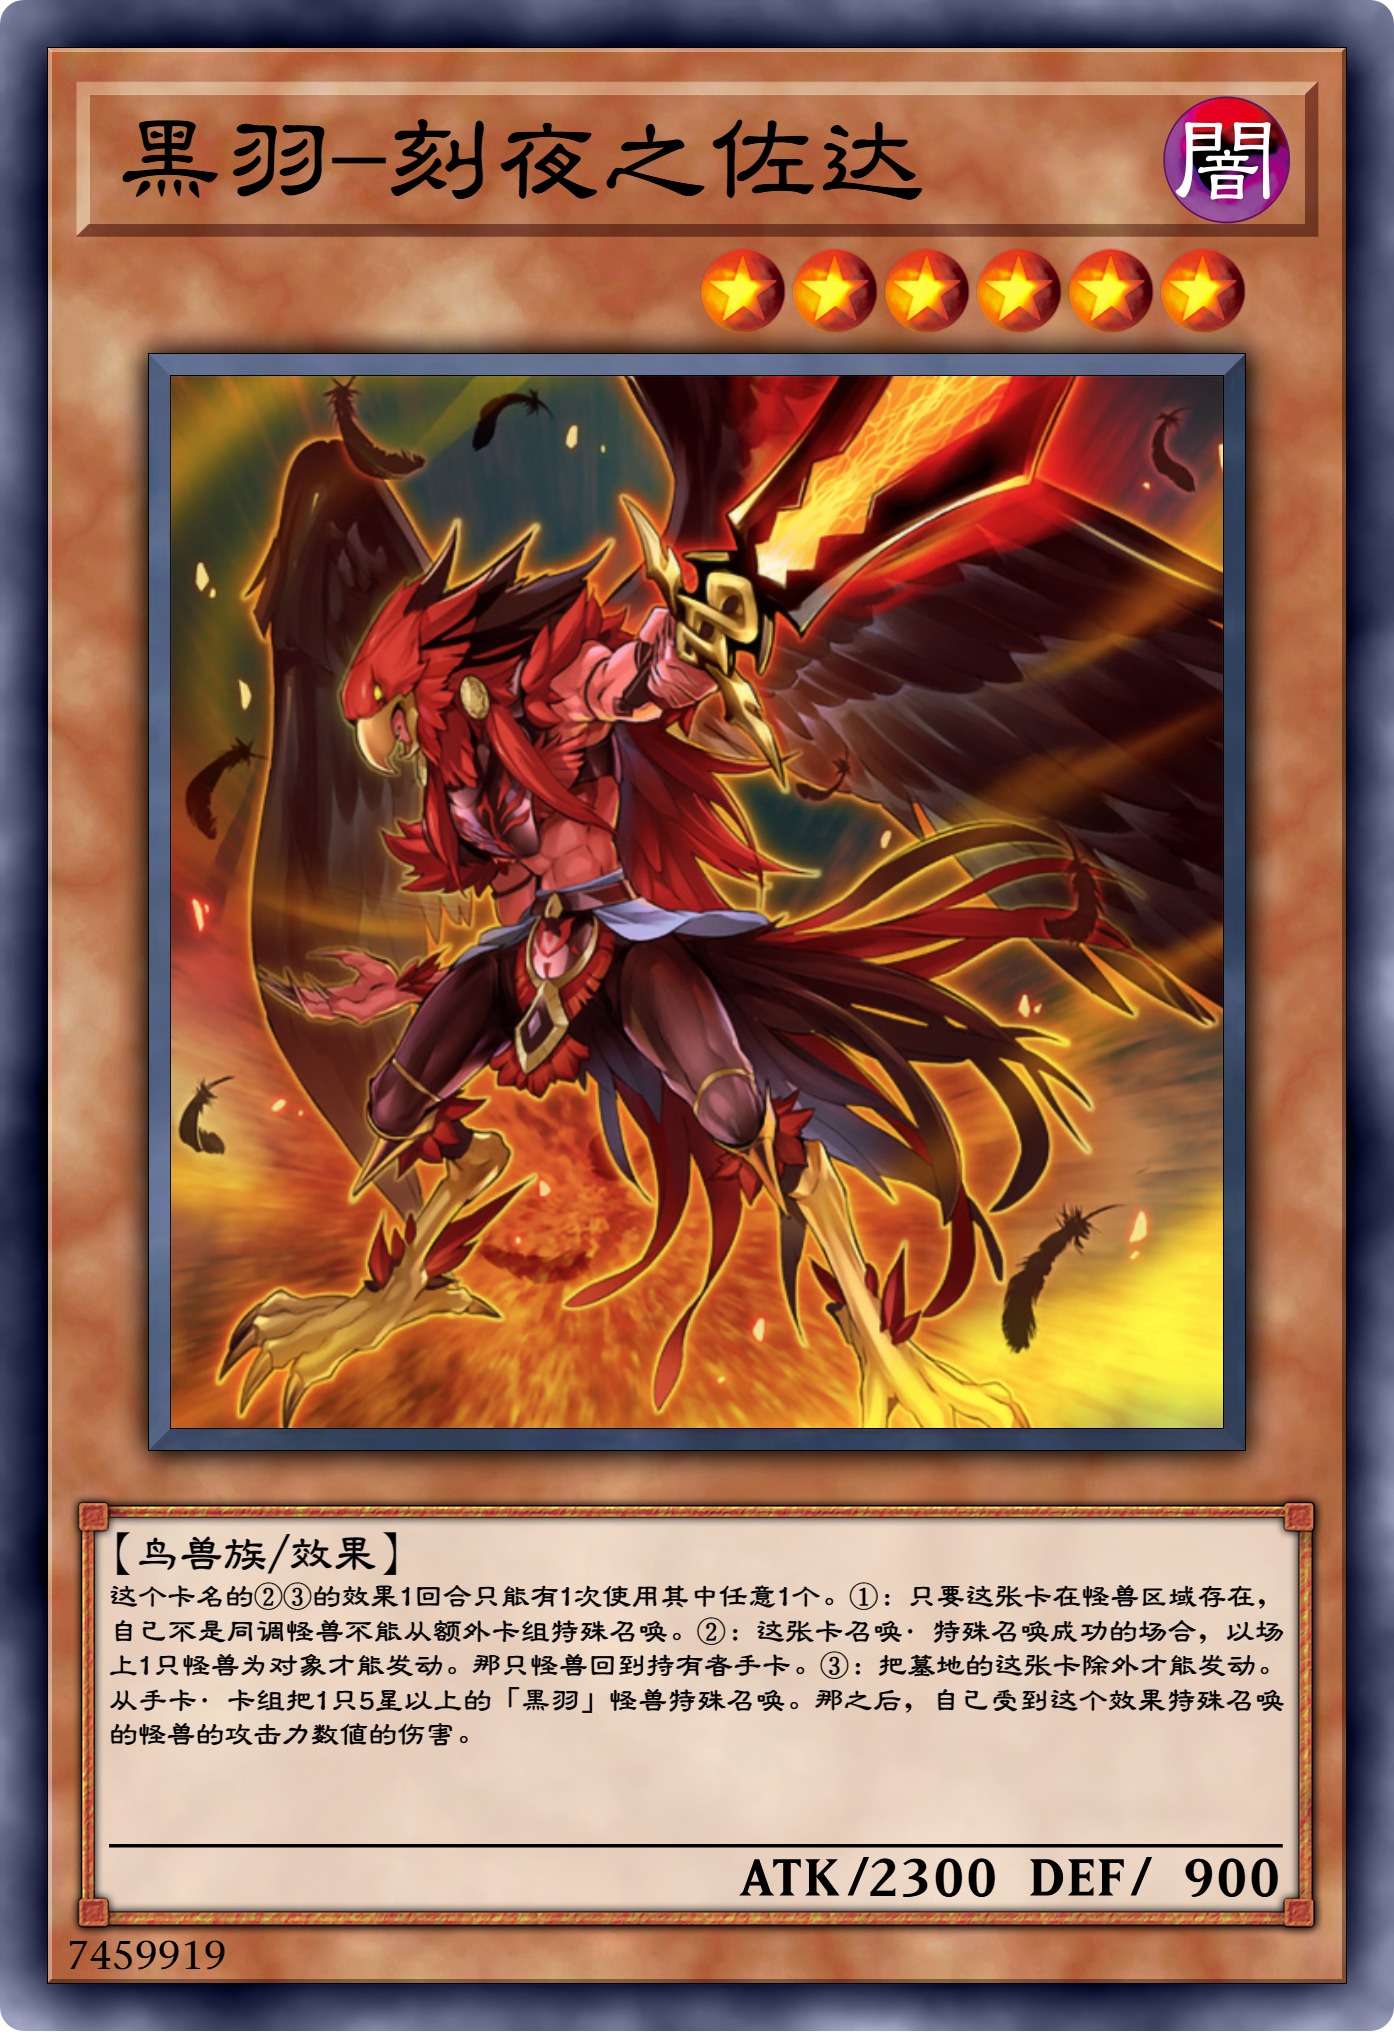 黑羽-刻夜之佐达
闇
【鸟兽族/效果】
这个卡名的②③的效果1回合只能有1次使用其中任意1个。①：只要这张卡在怪兽区域存在，
自己不是同调怪兽不能从额外卡组特殊召唤。②：这张卡召唤·特殊召唤成功的场合，以场
上1只怪兽为对象才能发动。那只怪兽回到持有者手卡。③：把墓地的这张卡除外才能发动。
从手卡·卡组把1只5星以上的「黑羽」怪兽特殊召唤。那之后，自己受到这个效果特殊召唤
的怪兽的攻击力数值的伤害。
ATK/2300 DEF/ 900
7459919